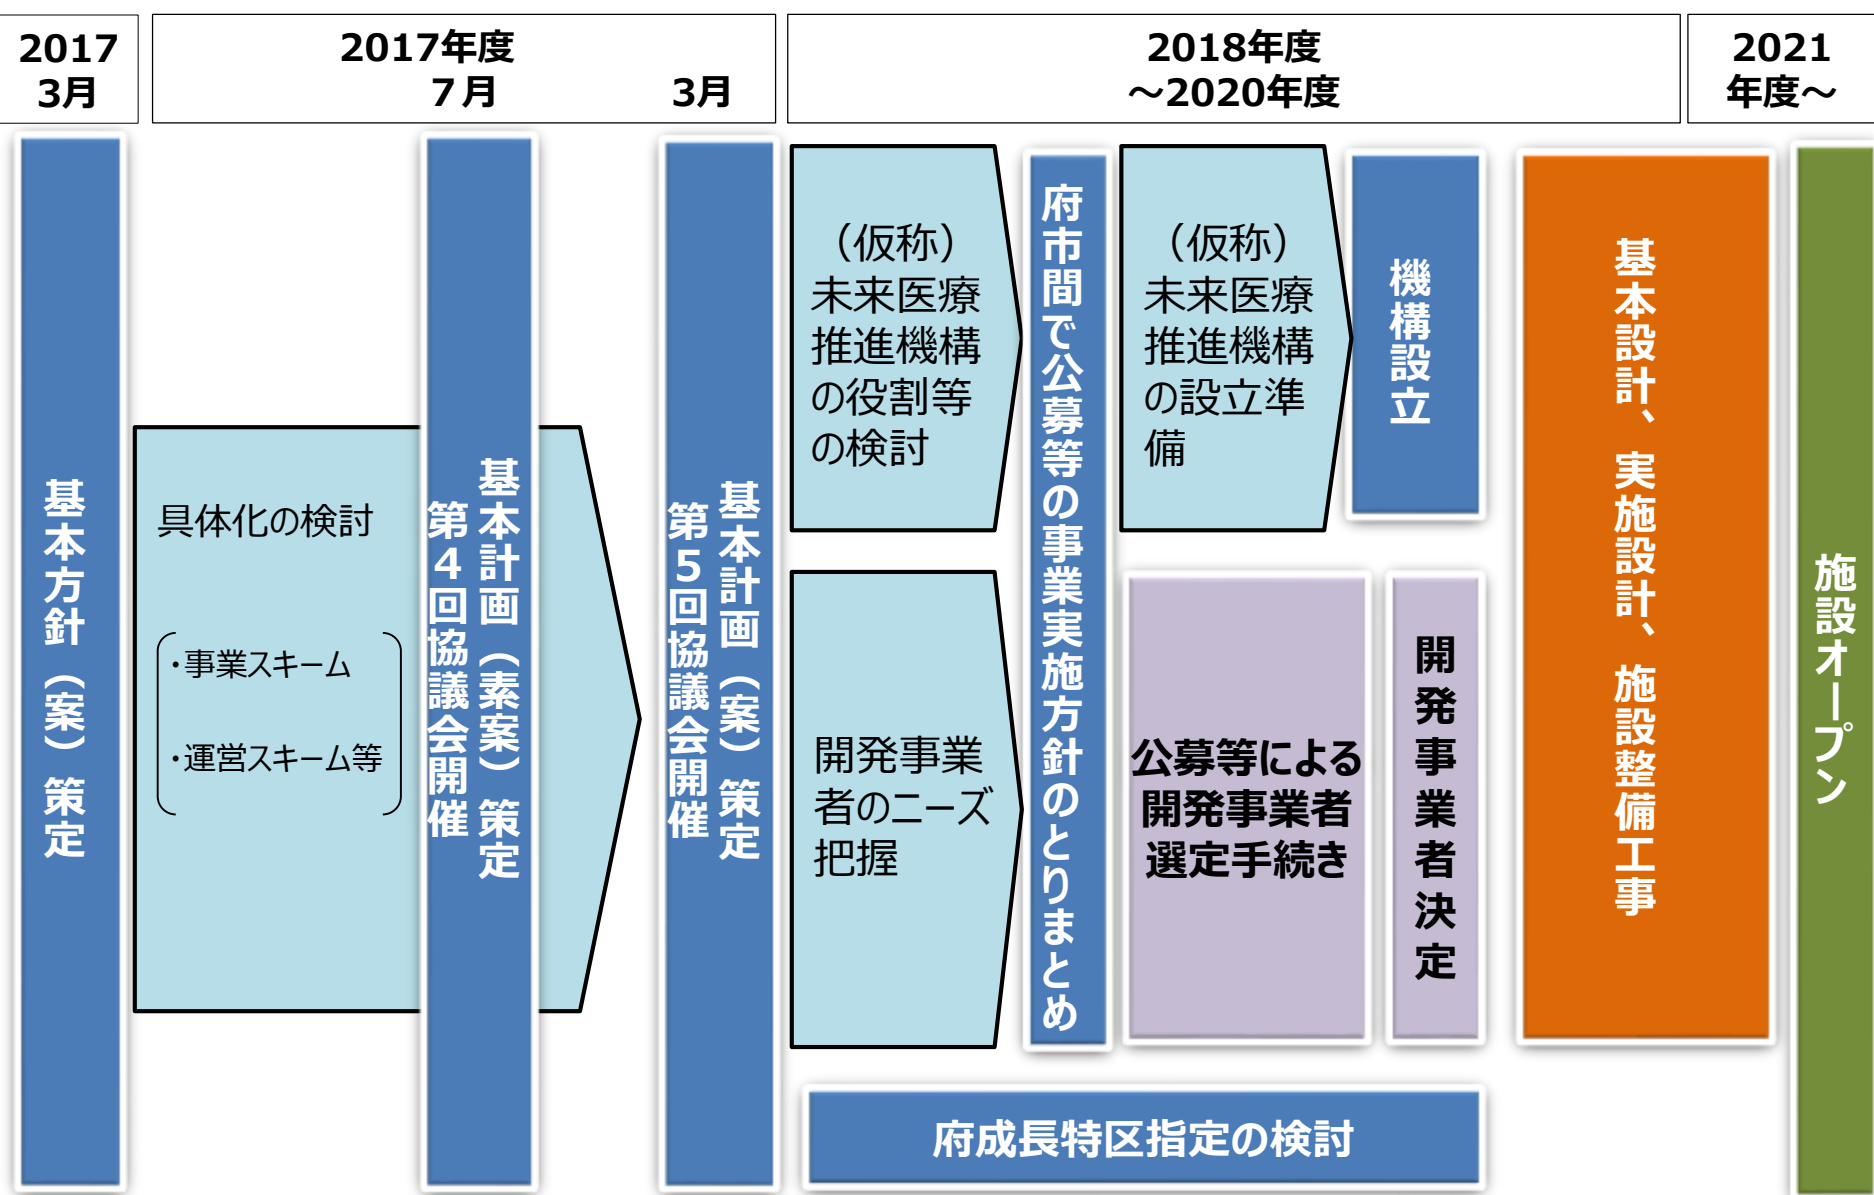 2017
3月
2017年度
７月
3月
2018年度
～2020年度
2021
年度～
基本方針（案）策定
具体化の検討
・事業スキーム
・運営スキーム等
基本計画（素案）策定
第４回協議会開催
基本計画（案）策定
第５回協議会開催
（仮称）
未来医療
推進機構
の役割等
の検討
開発事業
者のニーズ
把握
府市間で公募等の事業実施方針のとりまとめ
（仮称）
未来医療
推進機構
の設立準
備
機構設立
公募等による
開発事業者
選定手続き
開発事業者決定
府成長特区指定の検討
基本設計、実施設計、施設整備工事
施設オープン